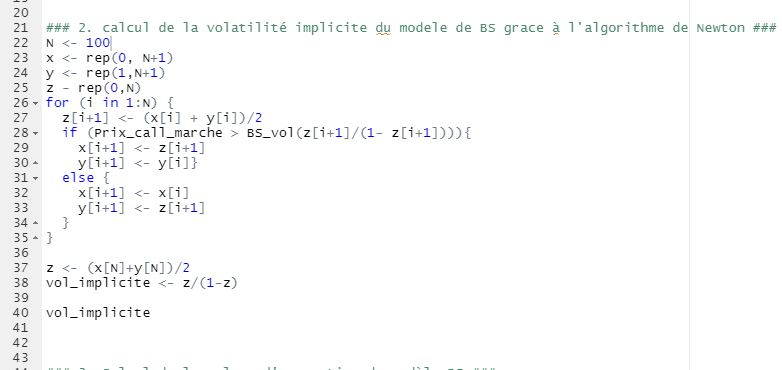 20
21 ### 2. calcul de la volatilité implicite du modele de BS grace à l'algorithme de Newton ###
22 N <- 100
23 x <- rep(0, N+1)
24 y <- rep(1,N+1)
25 z - rep(0,N)
26 for (i in 1:N) {
27 z[i+1] <- (x[i] + y[i])/2
28 if (Prix_call_marche > BS_vol(z[i+1]/(1- z[i+1]))){
29 x[i+1] <- z[i+1]
30 y[i+1] <- y[i]}
31 else {
32 x[i+1] <- x[i]
33 y[i+1] <- z[i+1]
34 }
35 }
36
37 z <- (x[N]+y[N])/2
38 vol_implicite <- z/(1-z)
39
40 vol_implicite
41
42
43